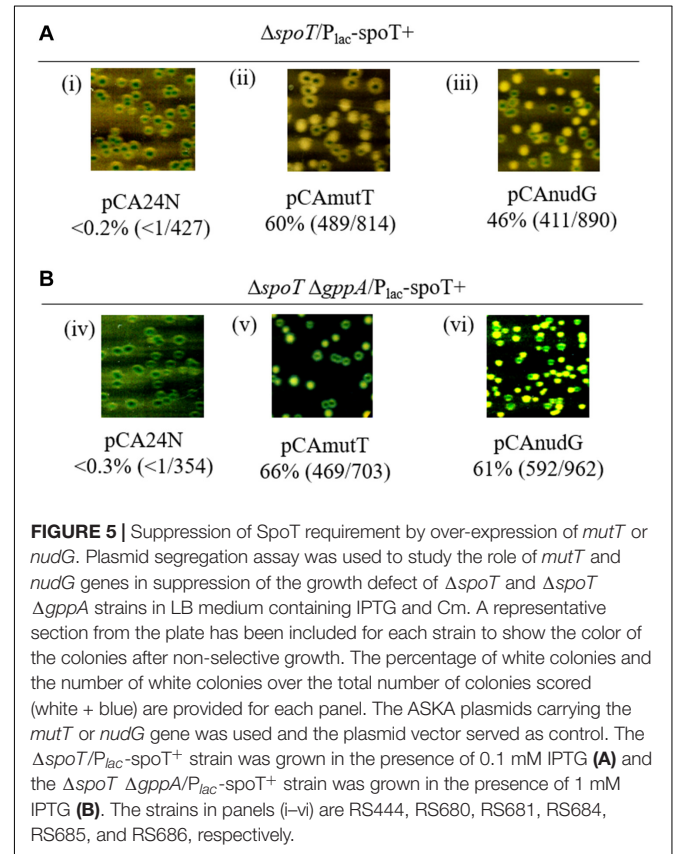 A
ΔspoT/Plac-spoT+
(i)
(ii)
(iii)
pCA24N
<0.2% (<1/427)
pCAmutT
60% (489/814)
pCAnudG
46% (411/890)
B
ΔspoT ΔgppA/Plac-spoT+
(iv)
(v)
(vi)
pCA24N
<0.3% (<1/354)
pCAmutT
66% (469/703)
pCAnudG
61% (592/962)
FIGURE 5 | Suppression of SpoT requirement by over-expression of mutT or
nudG. Plasmid segregation assay was used to study the role of mutT and
nudG genes in suppression of the growth defect of ΔspoT and ΔspoT
ΔgppA strains in LB medium containing IPTG and Cm. A representative
section from the plate has been included for each strain to show the color of
the colonies after non-selective growth. The percentage of white colonies and
the number of white colonies over the total number of colonies scored
(white + blue) are provided for each panel. The ASKA plasmids carrying the
mutT or nudG gene was used and the plasmid vector served as control. The
ΔspoT/Plac-spoT+ strain was grown in the presence of 0.1 mM IPTG (A) and
the ΔspoT ΔgppA/Plac-spoT+ strain was grown in the presence of 1 mM
IPTG (B). The strains in panels (i–vi) are RS444, RS680, RS681, RS684,
RS685, and RS686, respectively.